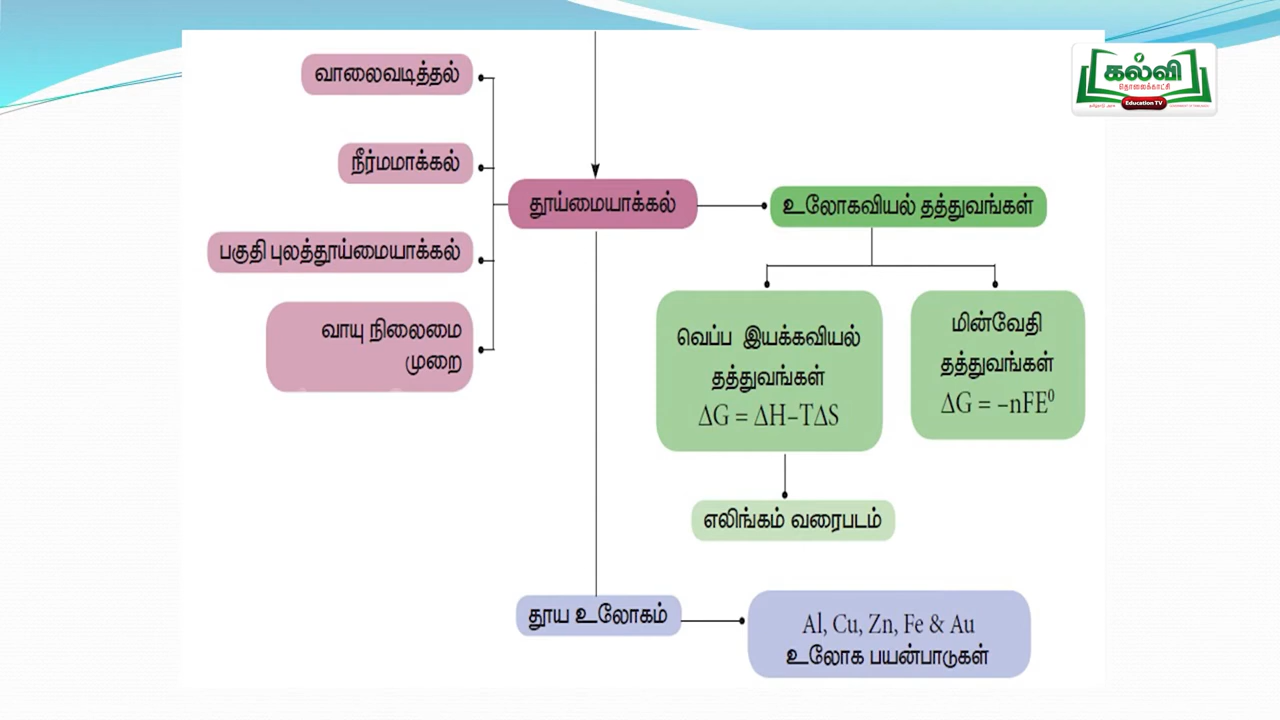 கல்வி
தொலைக்காட்சி
Education TV
வாலைவடித்தல்
நீர்மமாக்கல்
பகுதி புலத்தூய்மையாக்கல்
வாயு நிலைமை
முறை
தூய்மையாக்கல்
உலோகவியல் தத்துவங்கள்
வெப்ப இயக்கவியல்
தத்துவங்கள்
ΔG = ΔH–TΔS
மின்வேதி
தத்துவங்கள்
ΔG = –nFE⁰
எலிங்கம் வரைபடம்
தூய உலோகம்
Al, Cu, Zn, Fe & Au
உலோக பயன்பாடுகள்